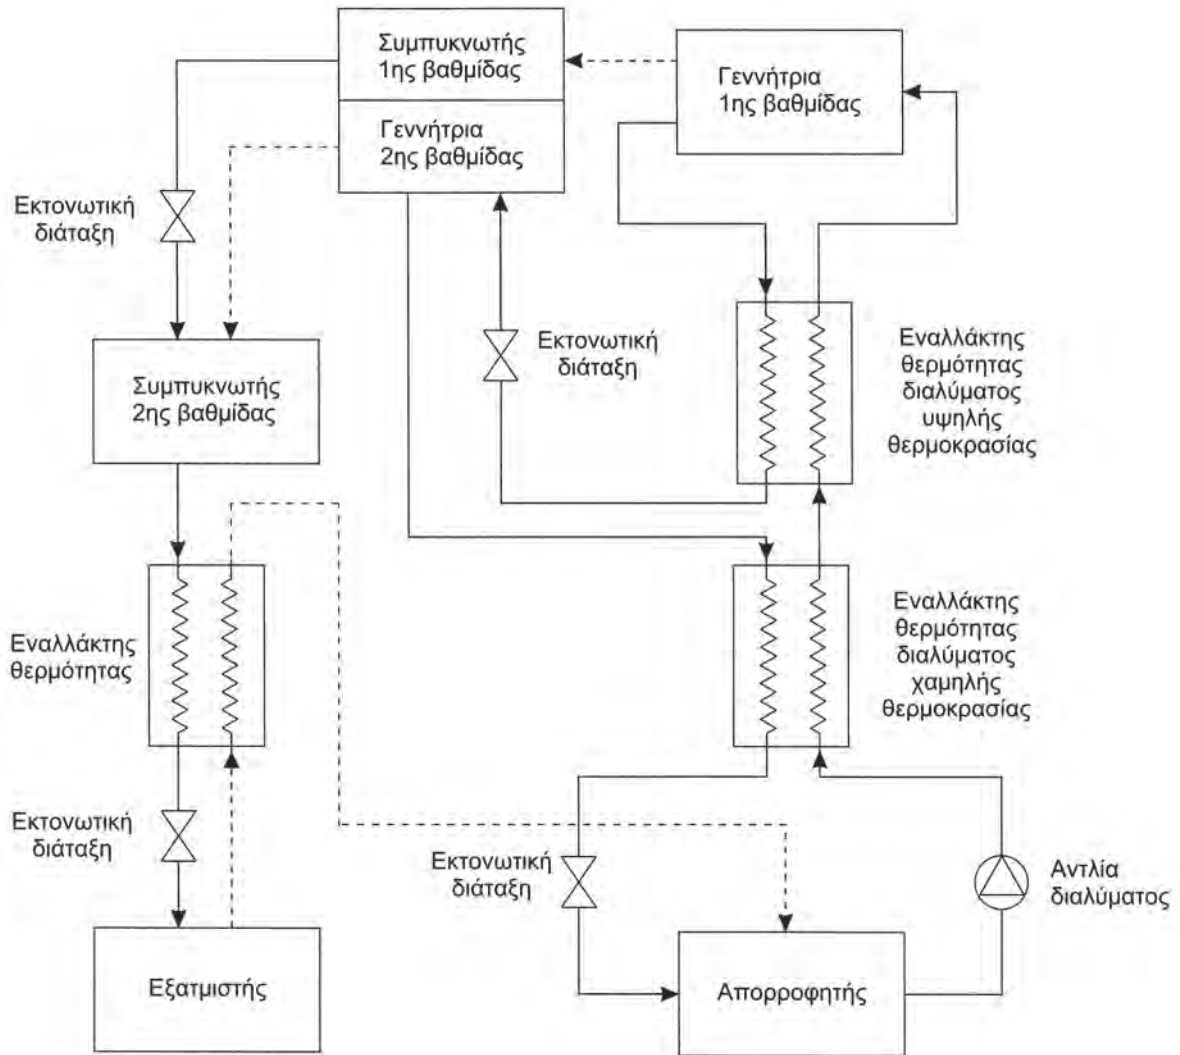 Συμπυκνωτής
1ης βαθμίδας
Γεννήτρια
1ης βαθμίδας
Γεννήτρια
2ης βαθμίδας
Εκτονωτική
διάταξη
Εκτονωτική
διάταξη
Εναλλάκτης
θερμότητας
διαλύματος
υψηλής
θερμοκρασίας
Συμπυκνωτής
2ης βαθμίδας
Εναλλάκτης
θερμότητας
Εναλλάκτης
θερμότητας
διαλύματος
χαμηλής
θερμοκρασίας
Εκτονωτική
διάταξη
Εκτονωτική
διάταξη
Αντλία
διαλύματος
Εξατμιστής
Απορροφητής